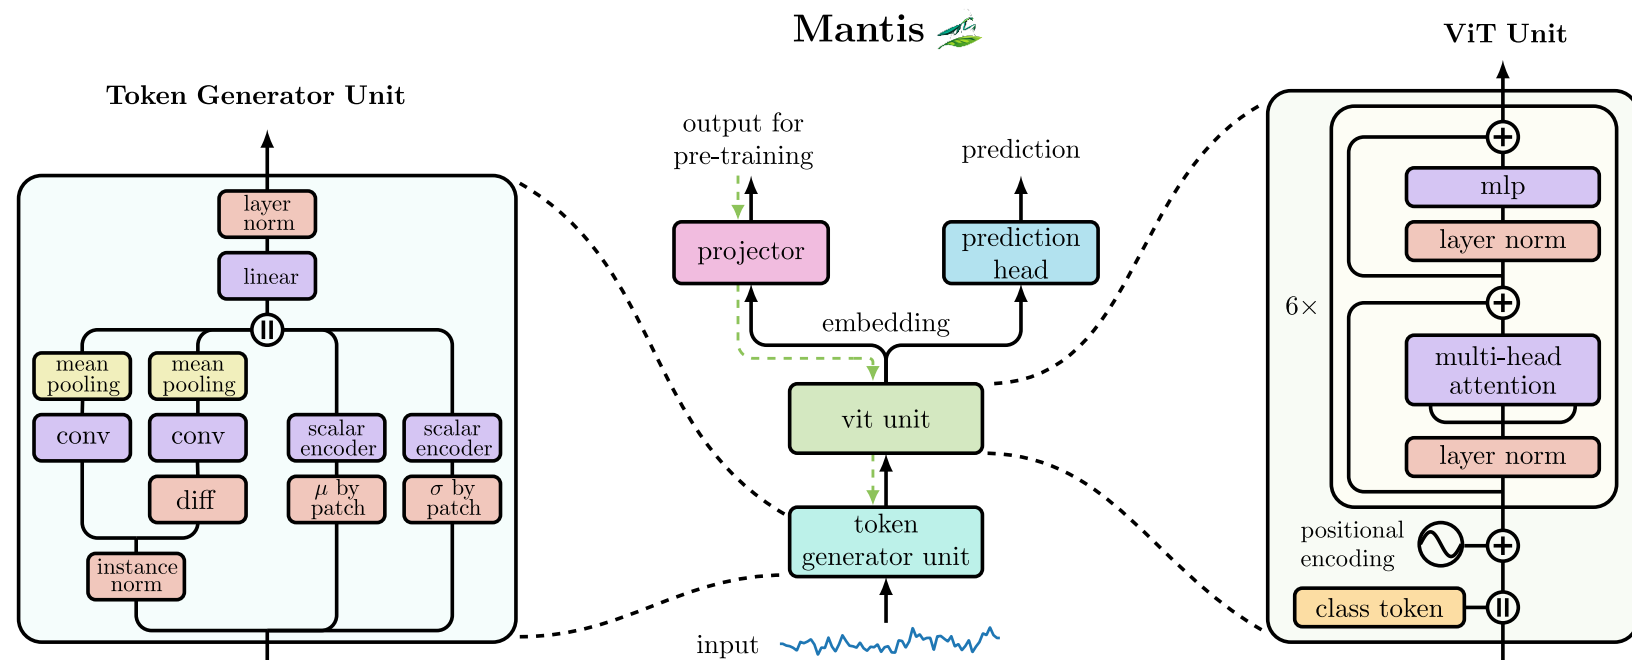 Mantis
Token Generator Unit
layer
norm
linear
mean
pooling
mean
pooling
conv
conv
scalar
encoder
scalar
encoder
diff
μ by
patch
σ by
patch
instance
norm
output for
pre-training
prediction
projector
prediction
head
embedding
vit unit
token
generator unit
input
ViT Unit
mlp
layer norm
6×
multi-head
attention
layer norm
positional
encoding
class token